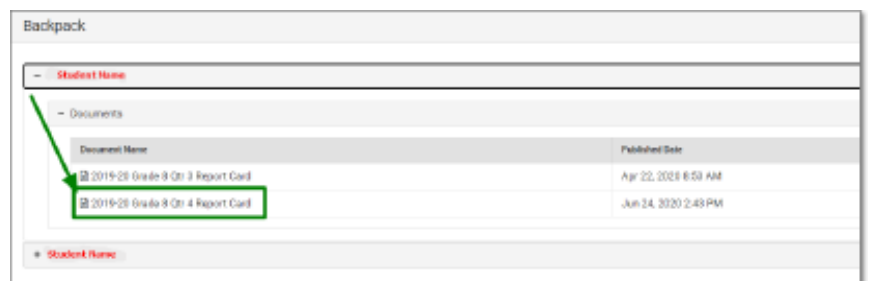 Backpack
− Student Name
− Documents
Document Name Published Date
2019-20 Grade 8 Qtr 3 Report Card Apr 22, 2020 8:53 AM
2019-20 Grade 8 Qtr 4 Report Card Jun 24, 2020 2:43 PM
+ Student Name